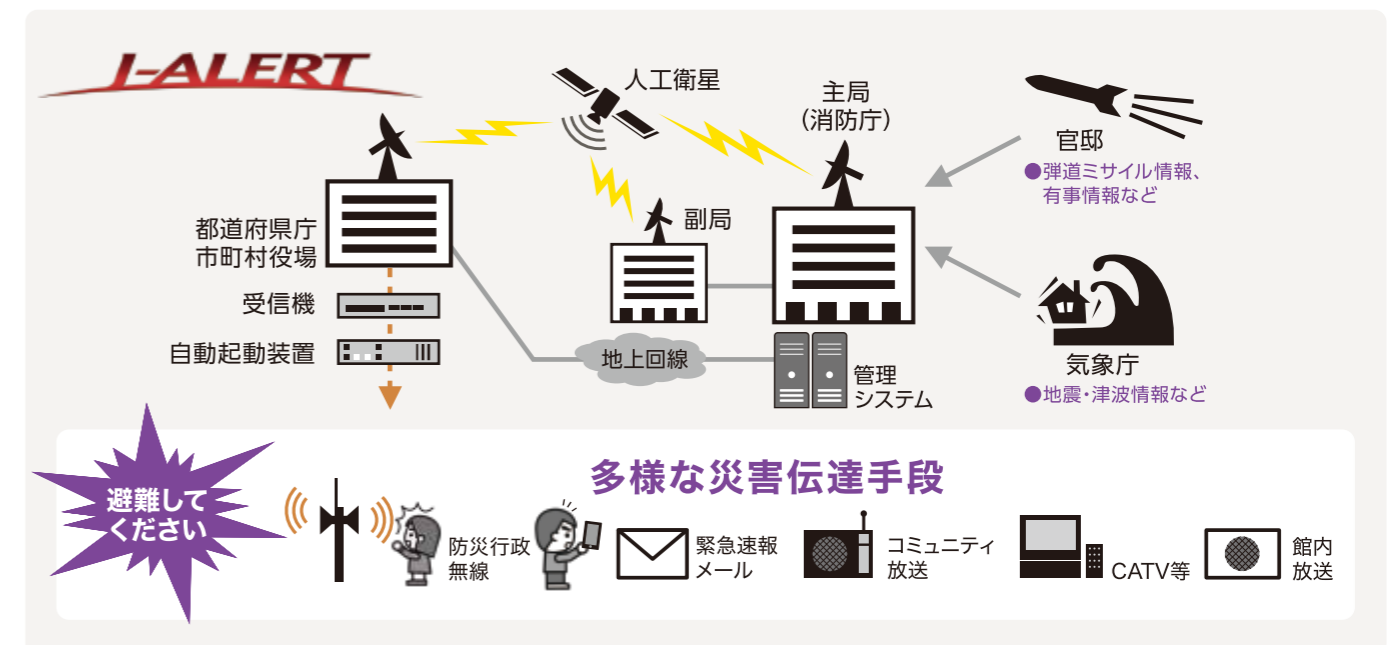 J-ALERT
人工衛星
主局
（消防庁）
官邸
●弾道ミサイル情報、
有事情報など
副局
都道府県庁
市町村役場
受信機
自動起動装置
地上回線
管理
システム
気象庁
●地震・津波情報など
避難して
ください
多様な災害伝達手段
防災行政
無線
緊急速報
メール
コミュニティ
放送
CATV等
館内
放送